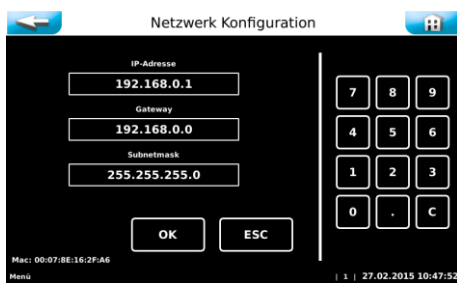 Netzwerk Konfiguration
IP-Adresse
192.168.0.1
Gateway
192.168.0.0
Subnetmask
255.255.255.0
7 8 9
4 5 6
1 2 3
0 . C
OK ESC
Mac: 00:07:8E:16:2F:A6
Menü | 1 | 27.02.2015 10:47:52